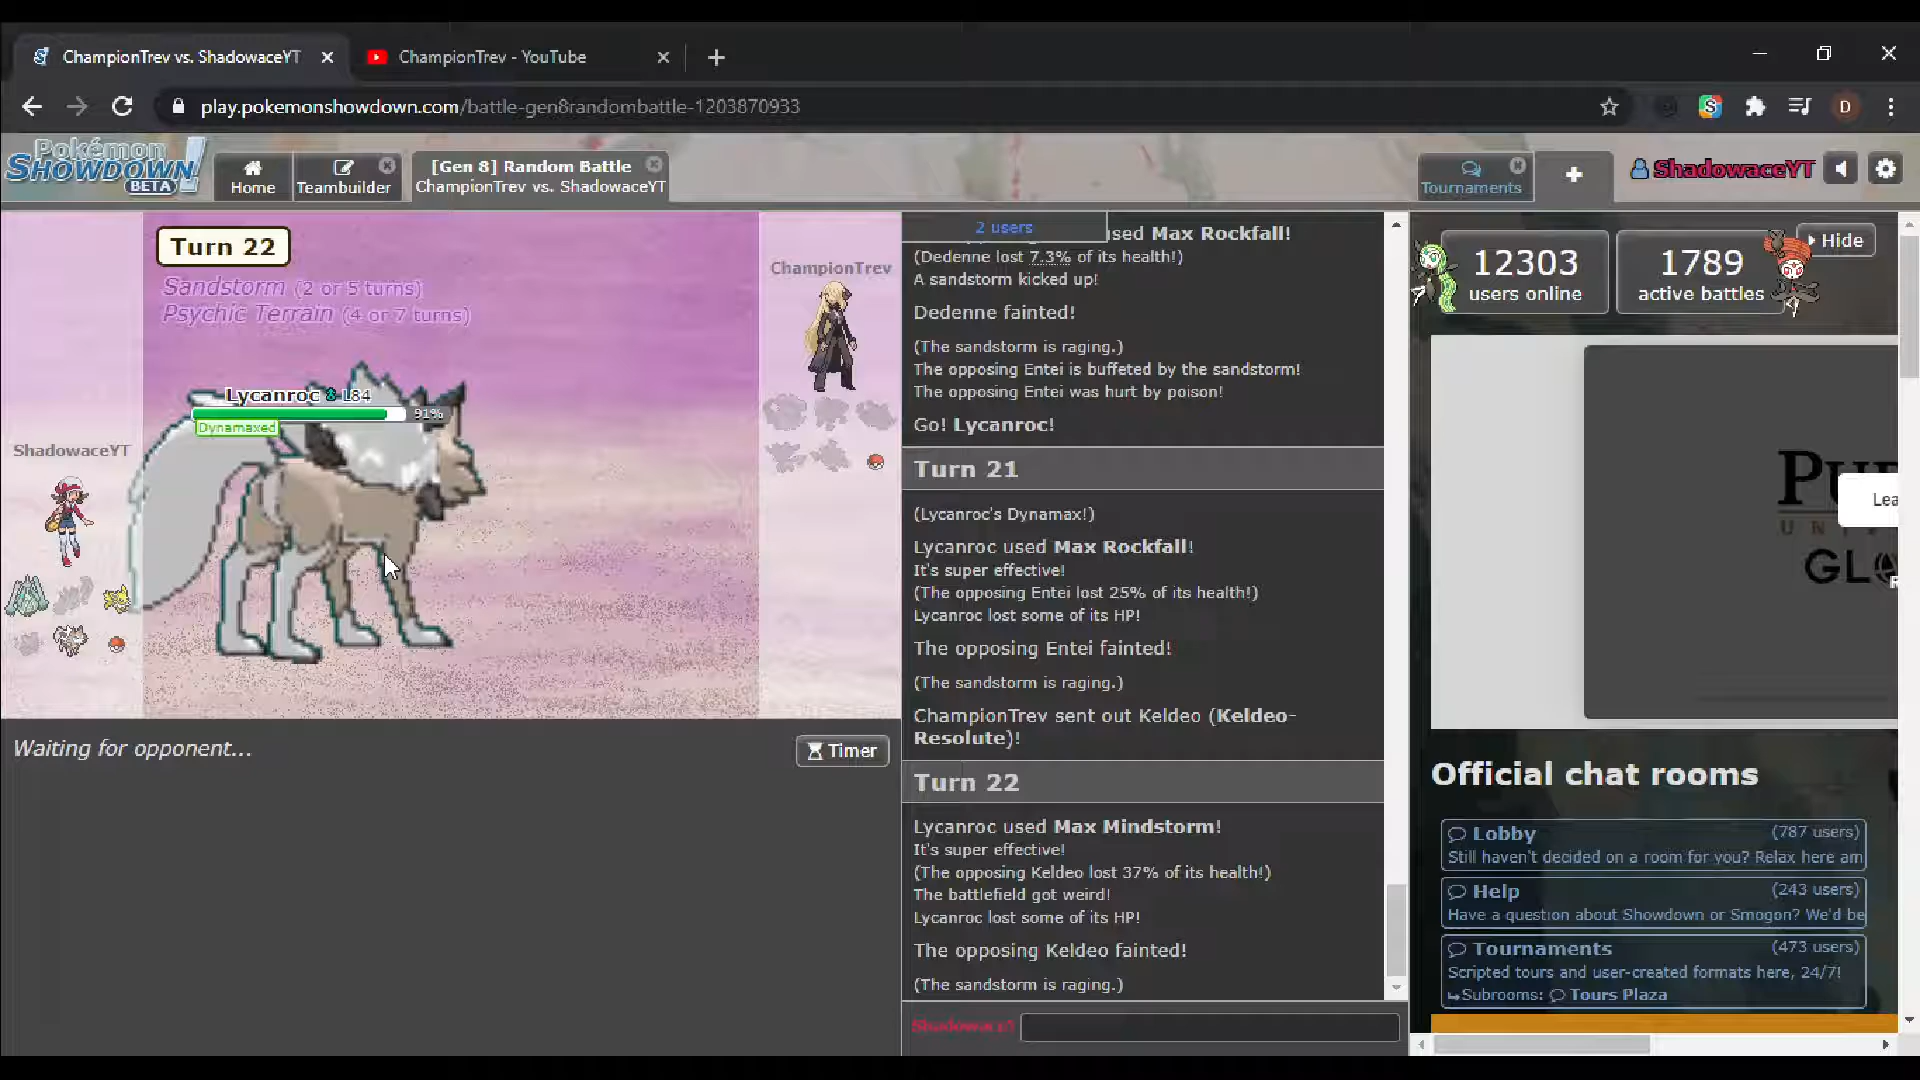 ChampionTrev vs. ShadowaceYT
ChampionTrev - YouTube
play.pokemonshowdown.com/battle-gen8randombattle-1203870933
S
D
Pokémon
SHOWDOWN!
BETA
Home
Teambuilder
[Gen 8] Random Battle
ChampionTrev vs. ShadowaceYT
Tournaments
ShadowaceYT
Turn 22
Sandstorm (2 or 5 turns)
Psychic Terrain (4 or 7 turns)
ChampionTrev
Lycanroc L84
91%
Dynamaxed
ShadowaceYT
Waiting for opponent...
Timer
2 users
used Max Rockfall!
(Dedenne lost 7.3% of its health!)
A sandstorm kicked up!
Dedenne fainted!
(The sandstorm is raging.)
The opposing Entei is buffeted by the sandstorm!
The opposing Entei was hurt by poison!
Go! Lycanroc!
Turn 21
(Lycanroc's Dynamax!)
Lycanroc used Max Rockfall!
It's super effective!
(The opposing Entei lost 25% of its health!)
Lycanroc lost some of its HP!
The opposing Entei fainted!
(The sandstorm is raging.)
ChampionTrev sent out Keldeo (Keldeo-
Resolute)!
Turn 22
Lycanroc used Max Mindstorm!
It's super effective!
(The opposing Keldeo lost 37% of its health!)
The battlefield got weird!
Lycanroc lost some of its HP!
The opposing Keldeo fainted!
(The sandstorm is raging.)
12303
users online
1789
active battles
Hide
PU
UNI
GL
Lea
Official chat rooms
Lobby (787 users)
Still haven't decided on a room for you? Relax here am
Help (243 users)
Have a question about Showdown or Smogon? We'd be
Tournaments (473 users)
Scripted tours and user-created formats here, 24/7!
Subrooms: Tours Plaza